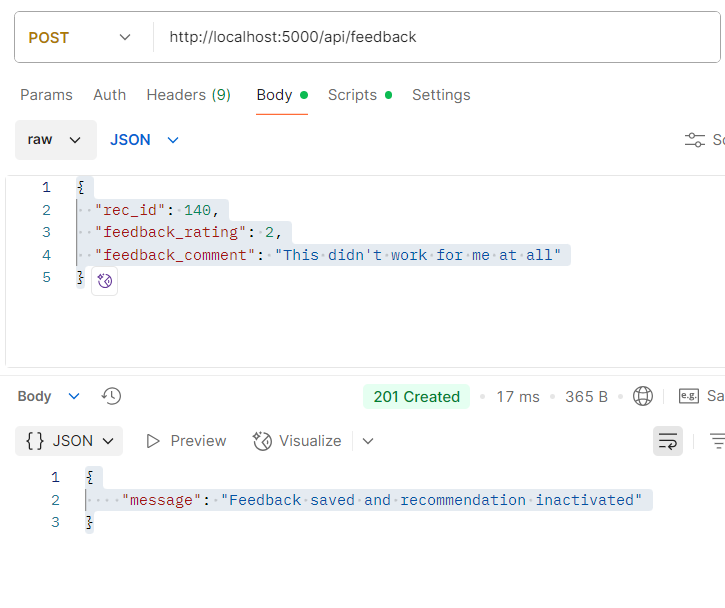 POST http://localhost:5000/api/feedback
Params Auth Headers (9) Body Scripts Settings
raw JSON
1 {
2 "rec_id": 140,
3 "feedback_rating": 2,
4 "feedback_comment": "This didn't work for me at all"
5 }
Body 201 Created 17 ms 365 B e.g. Sa
{} JSON Preview Visualize
1 {
2 "message": "Feedback saved and recommendation inactivated"
3 }